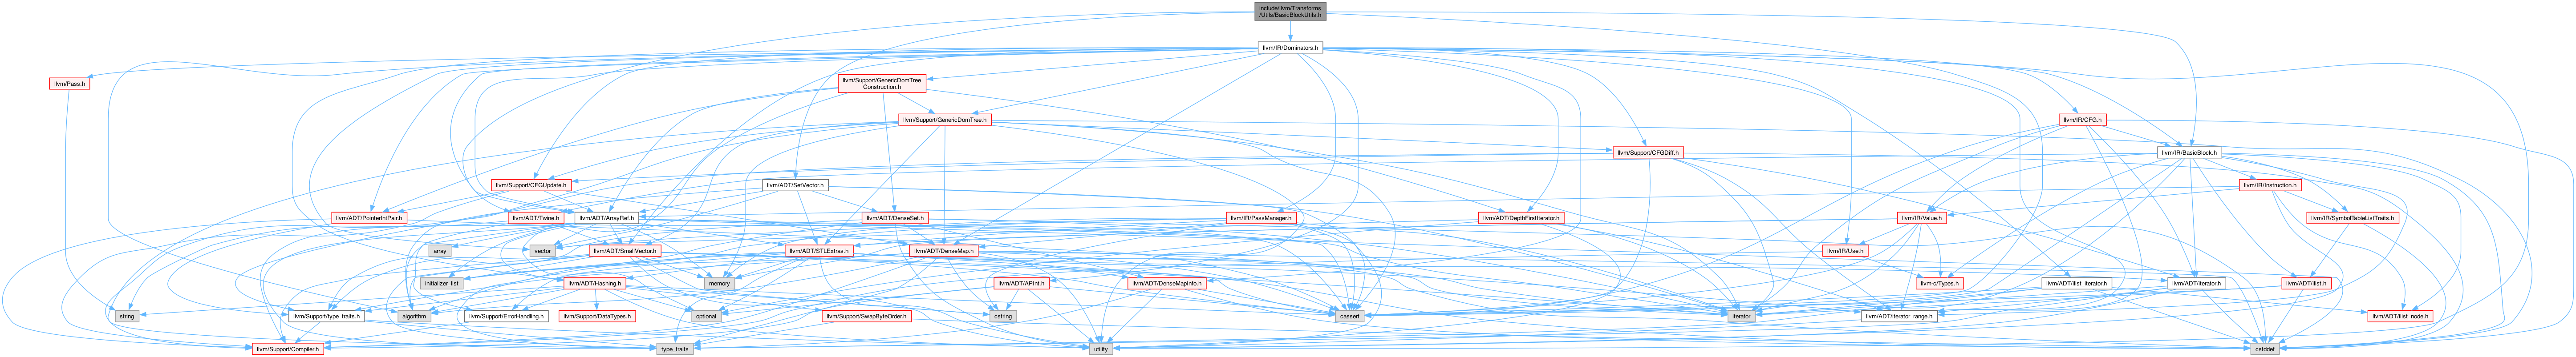 include/llvm/Transforms
/Utils/BasicBlockUtils.h
llvm/IR/Dominators.h
llvm/Pass.h
llvm/Support/GenericDomTree
Construction.h
llvm/Support/GenericDomTree.h
llvm/IR/CFG.h
llvm/Support/CFGDiff.h
llvm/IR/BasicBlock.h
llvm/Support/CFGUpdate.h
llvm/ADT/SetVector.h
llvm/IR/Instruction.h
llvm/ADT/PointerIntPair.h
llvm/ADT/Twine.h
llvm/ADT/ArrayRef.h
llvm/ADT/DenseSet.h
llvm/IR/PassManager.h
llvm/ADT/DepthFirstIterator.h
llvm/IR/Value.h
llvm/IR/SymbolTableListTraits.h
array
vector
llvm/ADT/SmallVector.h
llvm/ADT/STLExtras.h
llvm/ADT/DenseMap.h
llvm/IR/Use.h
initializer_list
llvm/ADT/Hashing.h
memory
llvm/ADT/APInt.h
llvm/ADT/DenseMapInfo.h
llvm-c/Types.h
llvm/ADT/ilist_iterator.h
llvm/ADT/iterator.h
llvm/ADT/ilist.h
string
llvm/Support/type_traits.h
algorithm
llvm/Support/ErrorHandling.h
llvm/Support/DataTypes.h
optional
llvm/Support/SwapByteOrder.h
cstring
cassert
iterator
llvm/ADT/iterator_range.h
llvm/ADT/ilist_node.h
llvm/Support/Compiler.h
type_traits
utility
cstddef